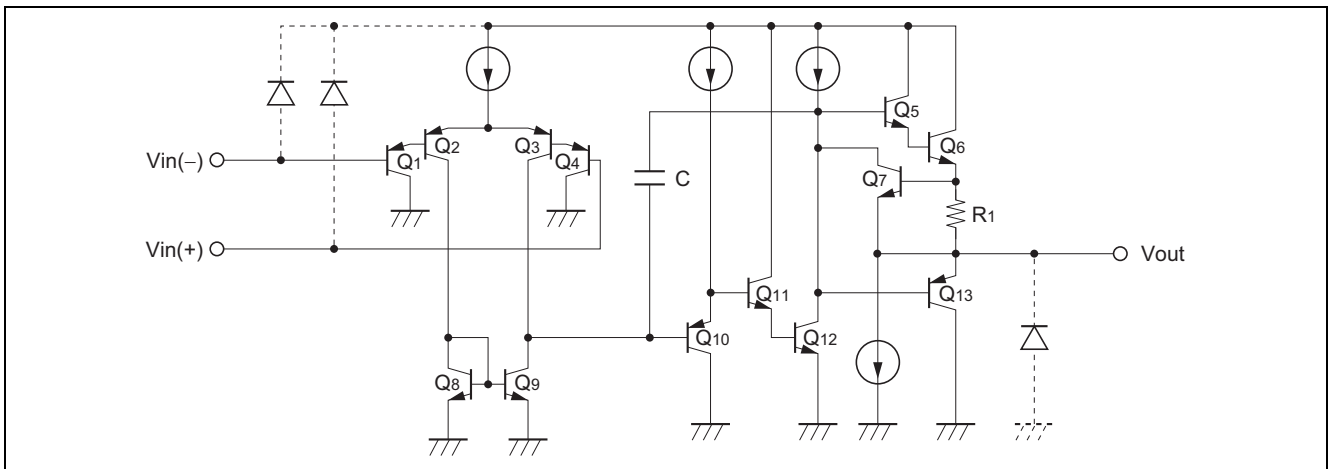 Q5
Vin(−)
Q1
Q2
Q3
Q4
Q6
Q7
C
R1
Vin(+)
Vout
Q11
Q13
Q10
Q12
Q8
Q9